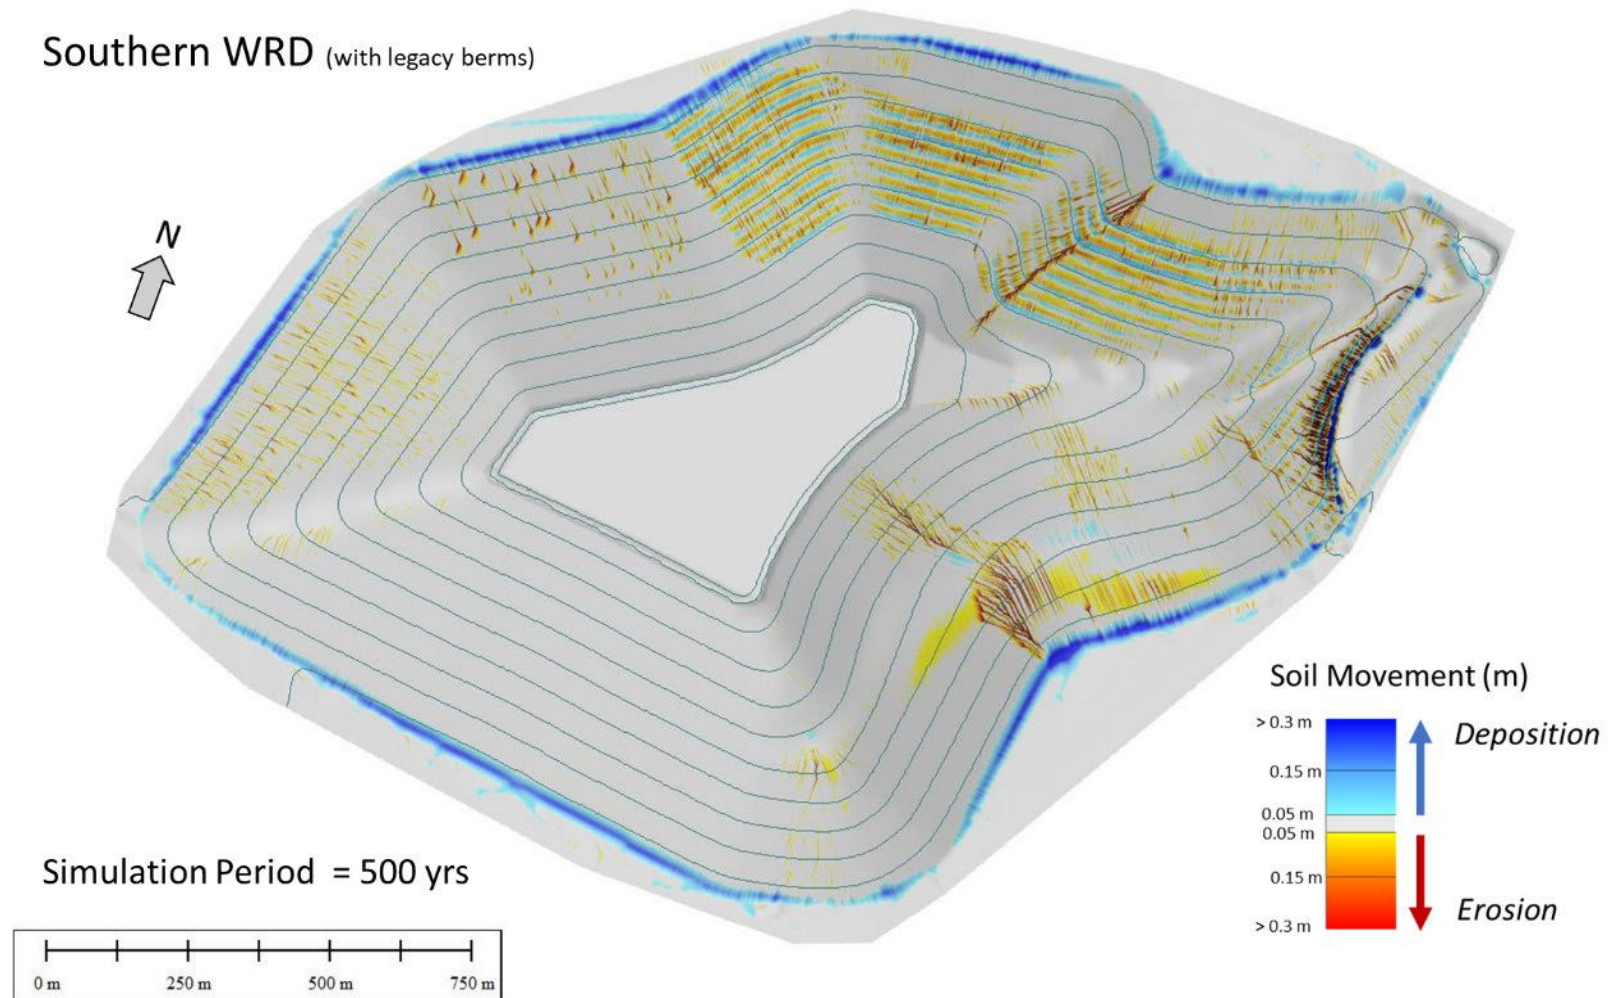 Southern WRD (with legacy berms)
N
Soil Movement (m)
> 0.3 m
Deposition
0.15 m
0.05 m
0.05 m
0.15 m
Erosion
> 0.3 m
Simulation Period = 500 yrs
0 m 250 m 500 m 750 m